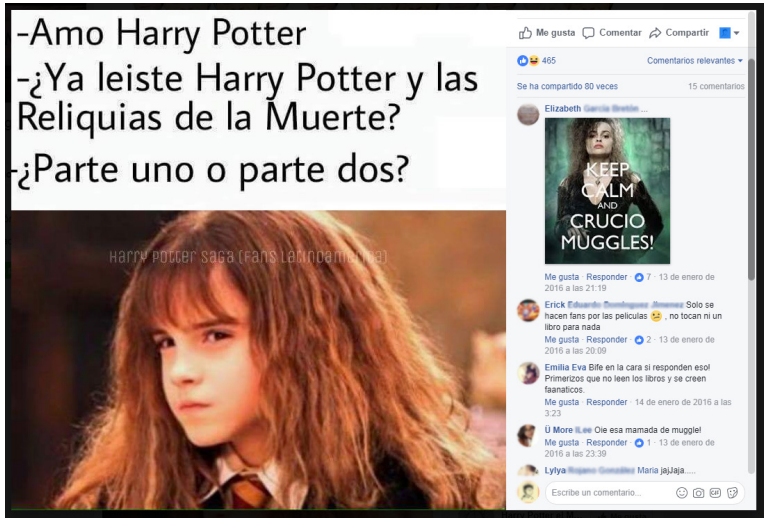 -Amo Harry Potter
-¿Ya leiste Harry Potter y las
Reliquias de la Muerte?
-¿Parte uno o parte dos?
Harry Potter Saga (Fans Latinoamérica)
Me gusta Comentar Compartir
465 Comentarios relevantes
Se ha compartido 80 veces 15 comentarios
Elizabeth ...
KEEP
CALM
AND
CRUCIO
MUGGLES!
Me gusta · Responder · 7 · 13 de enero de
2016 a las 21:19
Erick Solo se
hacen fans por las peliculas , no tocan ni un
libro para nada
Me gusta · Responder · 2 · 13 de enero de
2016 a las 20:09
Emilia Eva Bife en la cara si responden eso!
Primerizos que no leen los libros y se creen
faanaticos.
Me gusta · Responder · 14 de enero de 2016 a las
3:23
Ü More Oie esa mamada de muggle!
Me gusta · Responder · 1 · 13 de enero de
2016 a las 23:39
Lylya Maria jajJaja.....
Escribe un comentario...
GIF